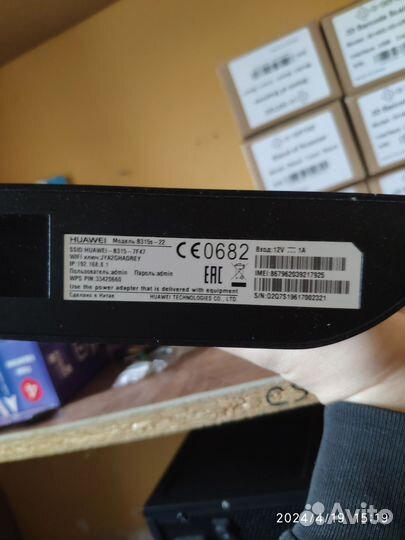 HUAWEI Модель: B315s-22
SSID: HUAWEI-B315-7F47
WIFI ключ: JYA2GHAGREY
IP: 192.168.8.1
Пользователь: admin Пароль: admin
WPS PIN: 33425660
Use the power adapter that is delivered with equipment
Сделано в Китае HUAWEI TECHNOLOGIES CO., LTD
CE0682
EAC
Вход: 12V 1A
IMEI: 867962039217925
S/N: D2Q7S19617002321
2024/4/19 15:19
Avito